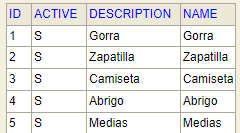 ID ACTIVE DESCRIPTION NAME
1 S Gorra Gorra
2 S Zapatilla Zapatilla
3 S Camiseta Camiseta
4 S Abrigo Abrigo
5 S Medias Medias